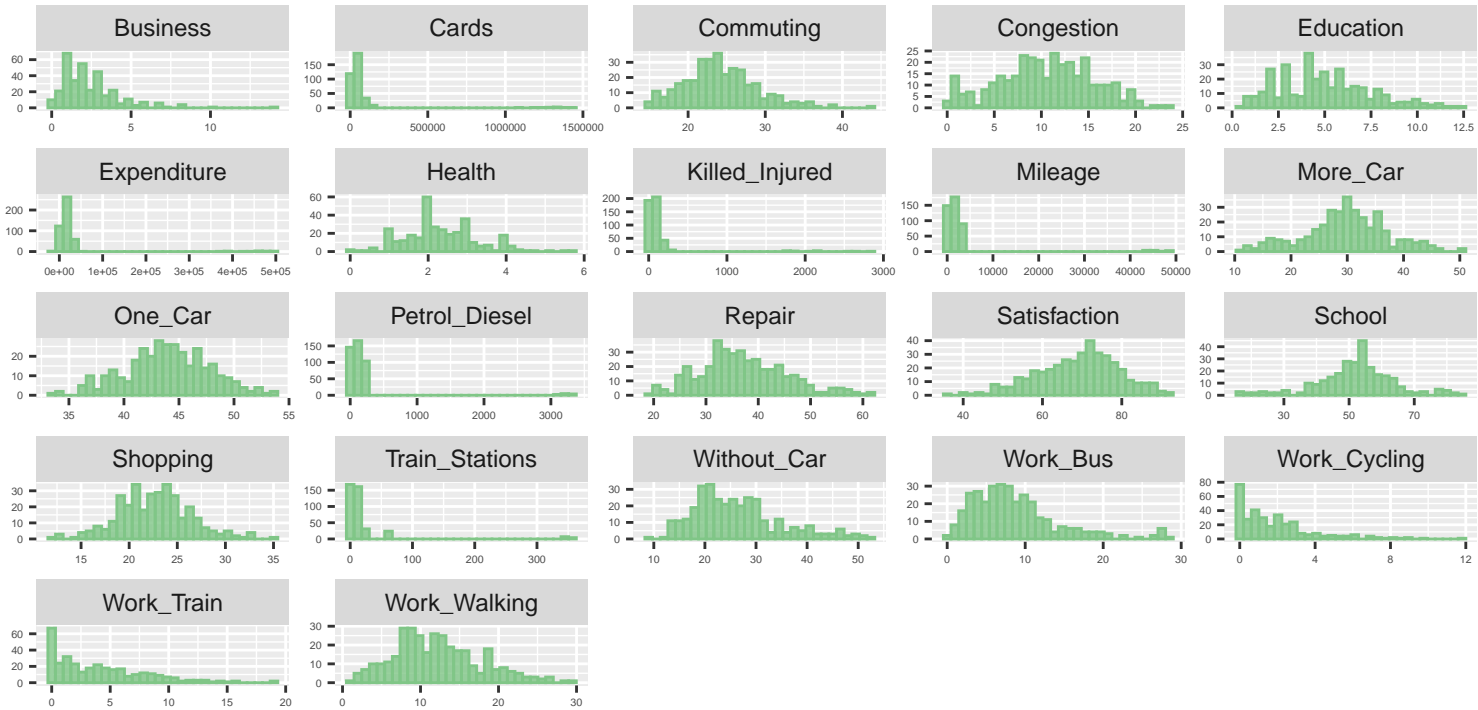 Business Cards Commuting Congestion Education
60 40 20 0
0 5 10
150 100 50 0
0 500000 1000000 1500000
30 20 10 0
20 30 40
25 20 15 10 5 0
0 5 10 15 20 25
30 20 10 0
0.0 2.5 5.0 7.5 10.0 12.5
Expenditure Health Killed_Injured Mileage More_Car
200 100 0
0e+00 1e+05 2e+05 3e+05 4e+05 5e+05
60 40 20 0
0 2 4 6
200 150 100 50 0
0 1000 2000 3000
150 100 50 0
0 10000 20000 30000 40000 50000
30 20 10 0
10 20 30 40 50
One_Car Petrol_Diesel Repair Satisfaction School
20 10 0
35 40 45 50 55
150 100 50 0
0 1000 2000 3000
30 20 10 0
20 30 40 50 60
40 30 20 10 0
40 60 80
40 30 20 10 0
30 50 70
Shopping Train_Stations Without_Car Work_Bus Work_Cycling
30 20 10 0
15 20 25 30 35
150 100 50 0
0 100 200 300
30 20 10 0
10 20 30 40 50
30 20 10 0
0 10 20 30
80 60 40 20 0
0 4 8 12
Work_Train Work_Walking
60 40 20 0
0 5 10 15 20
30 20 10 0
0 10 20 30